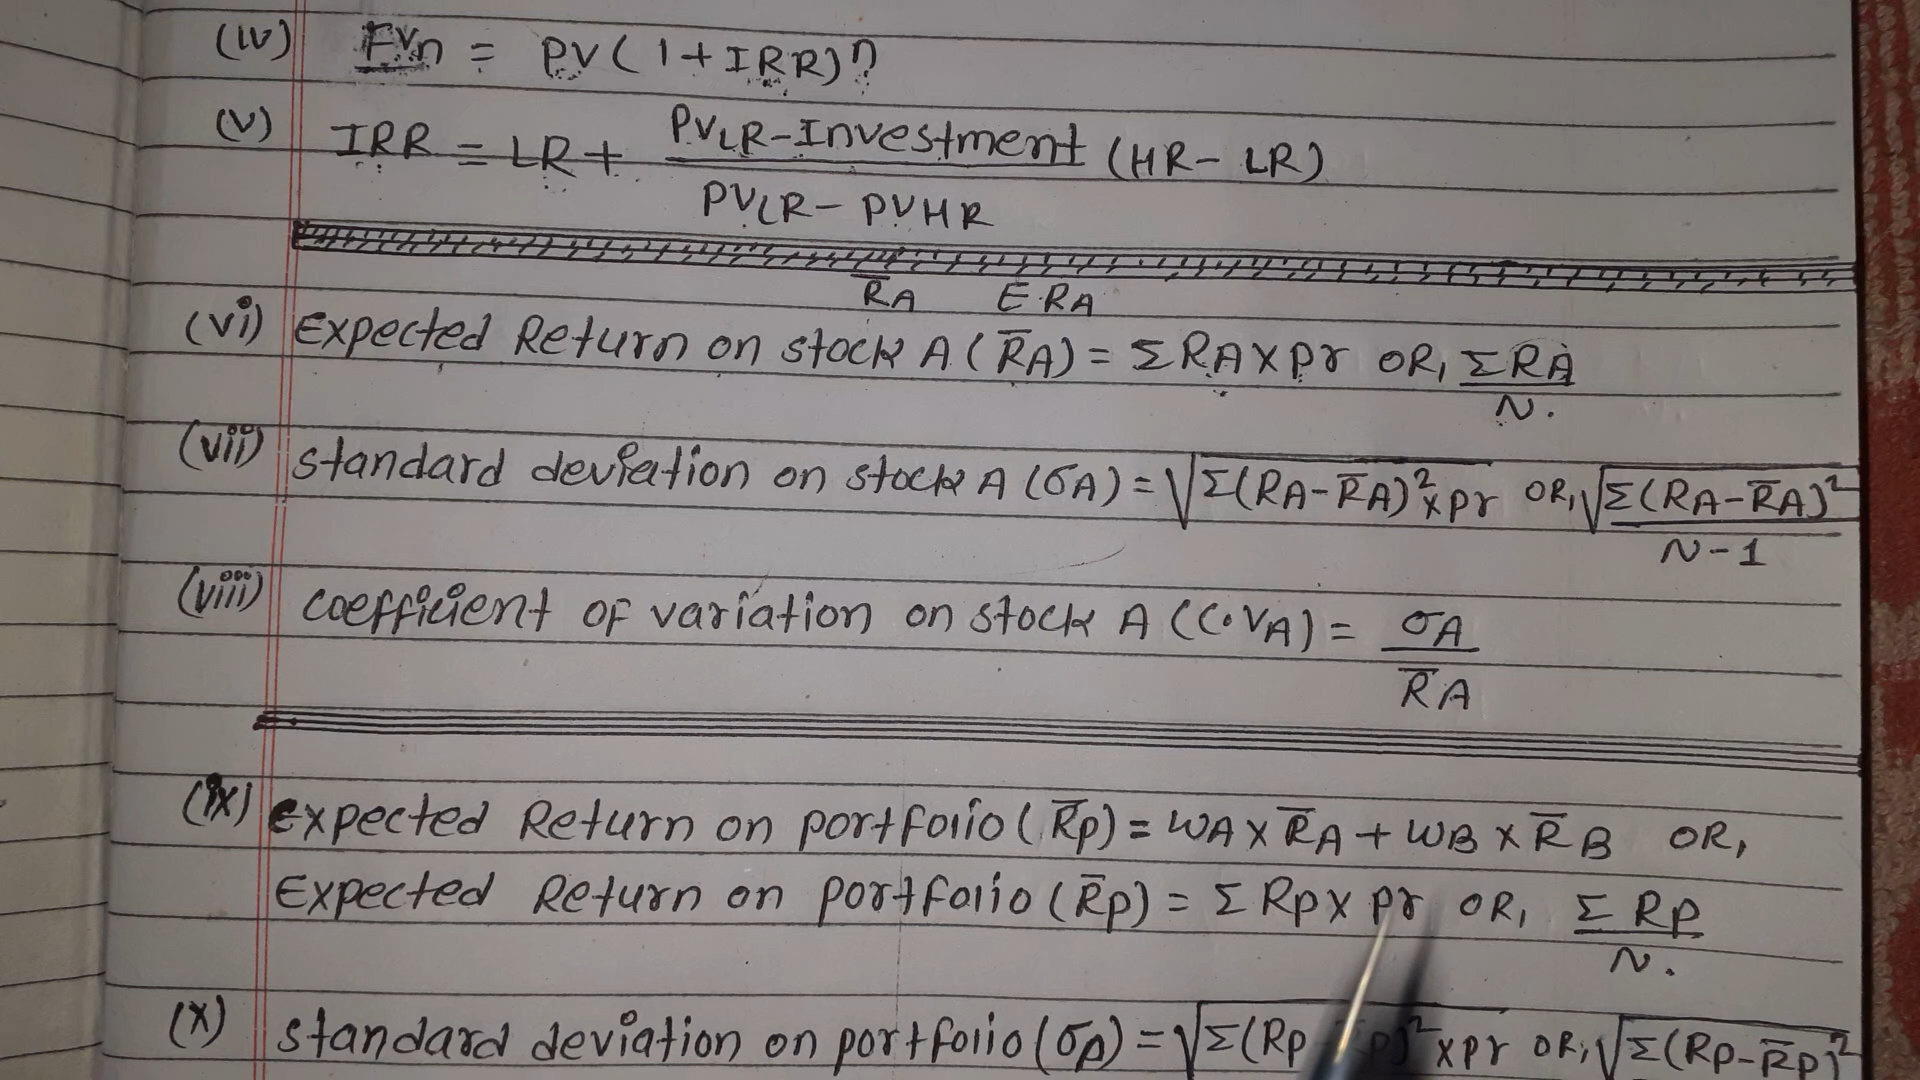 (iv) FVn = PV(1+IRR)n
(v) IRR = LR + PVLR-Investment (HR- LR)
PVLR - PVHR
R̅A E.RA
(vi) Expected Return on stock A (R̅A) = ΣRA×Pr OR, ΣRA
N.
(vii) standard deviation on stock A (σA) = √Σ(RA-R̅A)²×Pr OR, √Σ(RA-R̅A)²
N-1
(viii) coefficient of variation on stock A (C.VA) = σA
R̅A
(ix) Expected Return on portfolio (R̅p) = WA×R̅A + WB×R̅B OR,
Expected Return on portfolio (R̅p) = ΣRp× Pr OR, ΣRp
N.
(x) standard deviation on portfolio (σp) = √Σ(Rp p)²×Pr OR, √Σ(Rp-R̅p)²